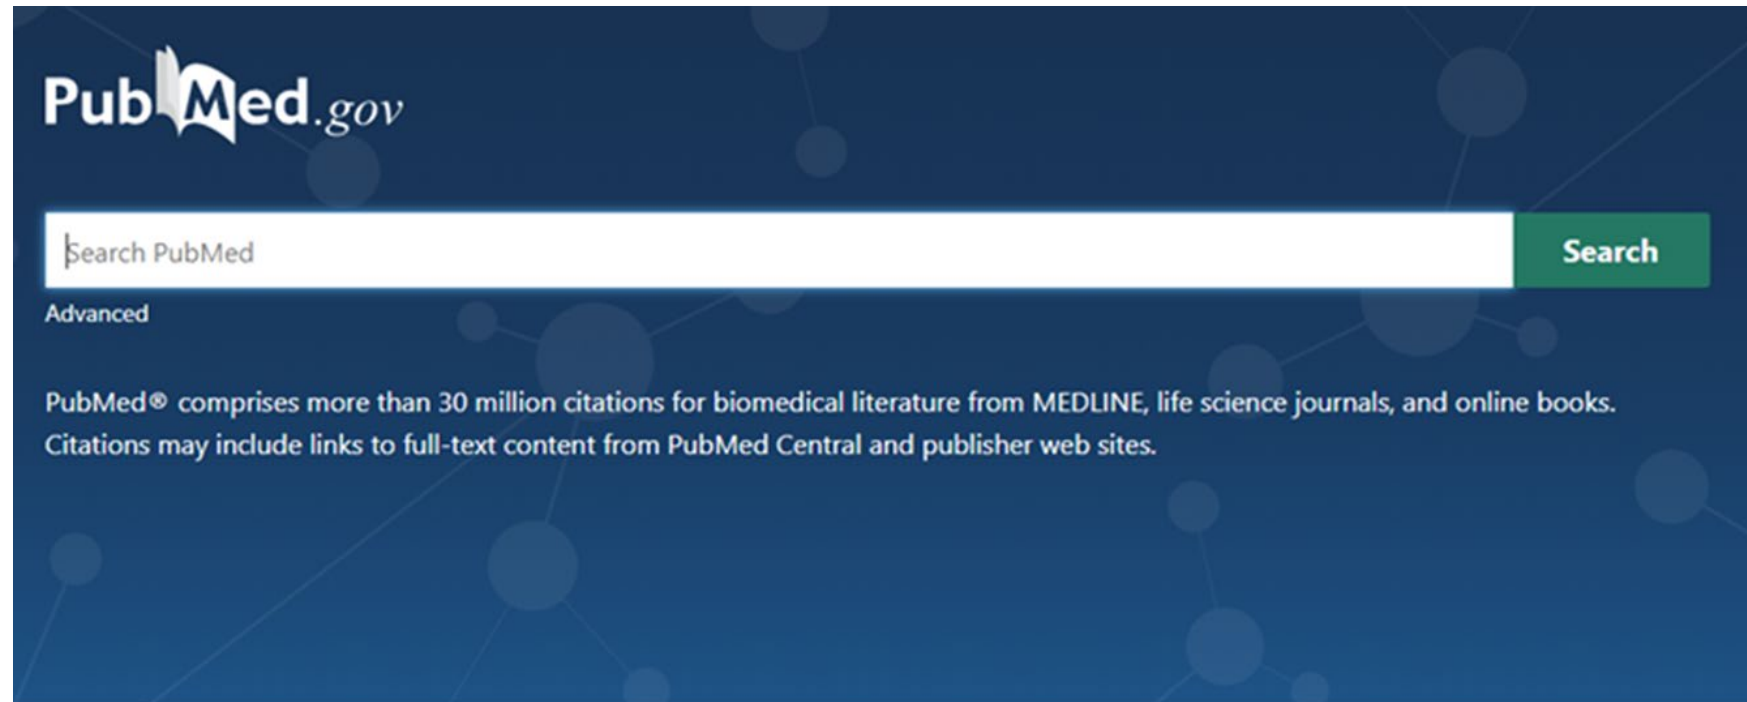 PubMed.gov
Search PubMed
Search
Advanced
PubMed® comprises more than 30 million citations for biomedical literature from MEDLINE, life science journals, and online books.
Citations may include links to full-text content from PubMed Central and publisher web sites.